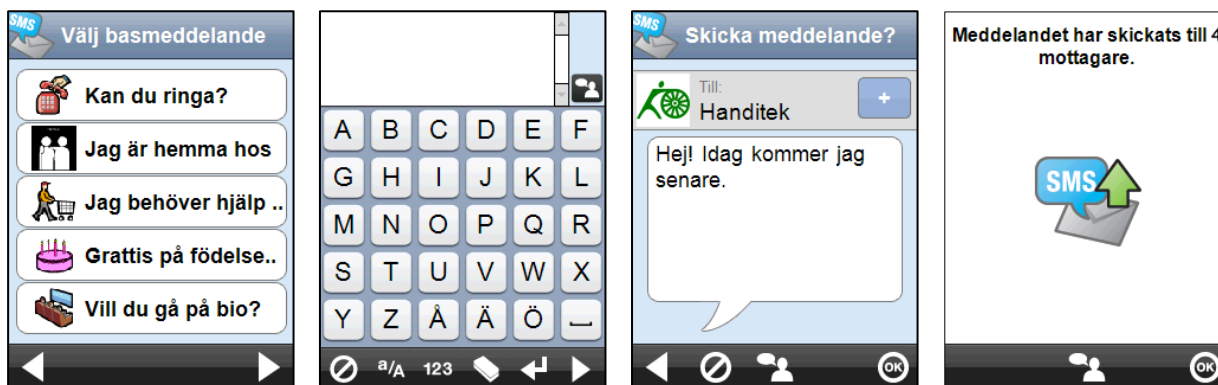 SMS Välj basmeddelande
Kan du ringa?
Jag är hemma hos
Jag behöver hjälp ..
Grattis på födelse..
Vill du gå på bio?
A B C D E F
G H I J K L
M N O P Q R
S T U V W X
Y Z Å Ä Ö
a/A 123
SMS Skicka meddelande?
Till:
Handitek
+
Hej! Idag kommer jag
senare.
OK
Meddelandet har skickats till 4
mottagare.
SMS
OK